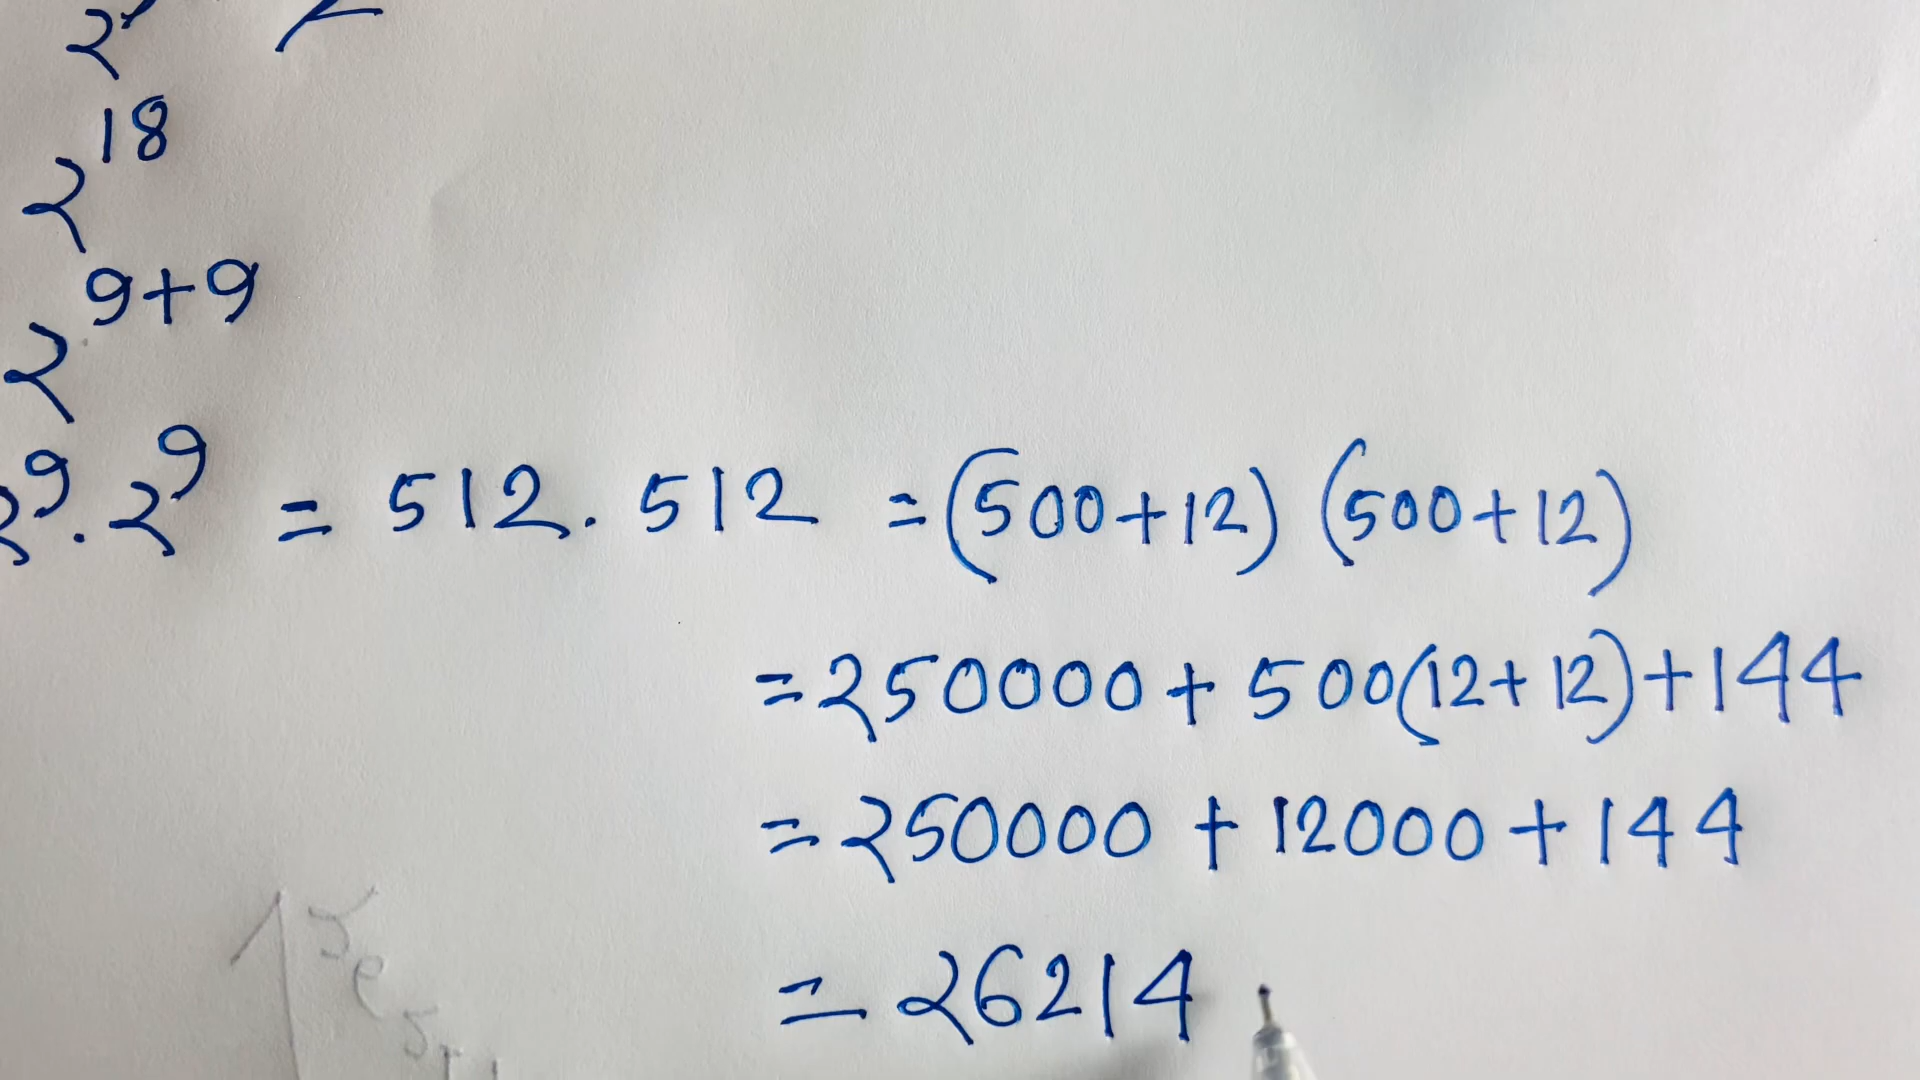 2^18
2^9+9
2^9 . 2^9 = 512 . 512 = (500+12) (500+12)
= 250000 + 500(12+12) + 144
= 250000 + 12000 + 144
= 26214